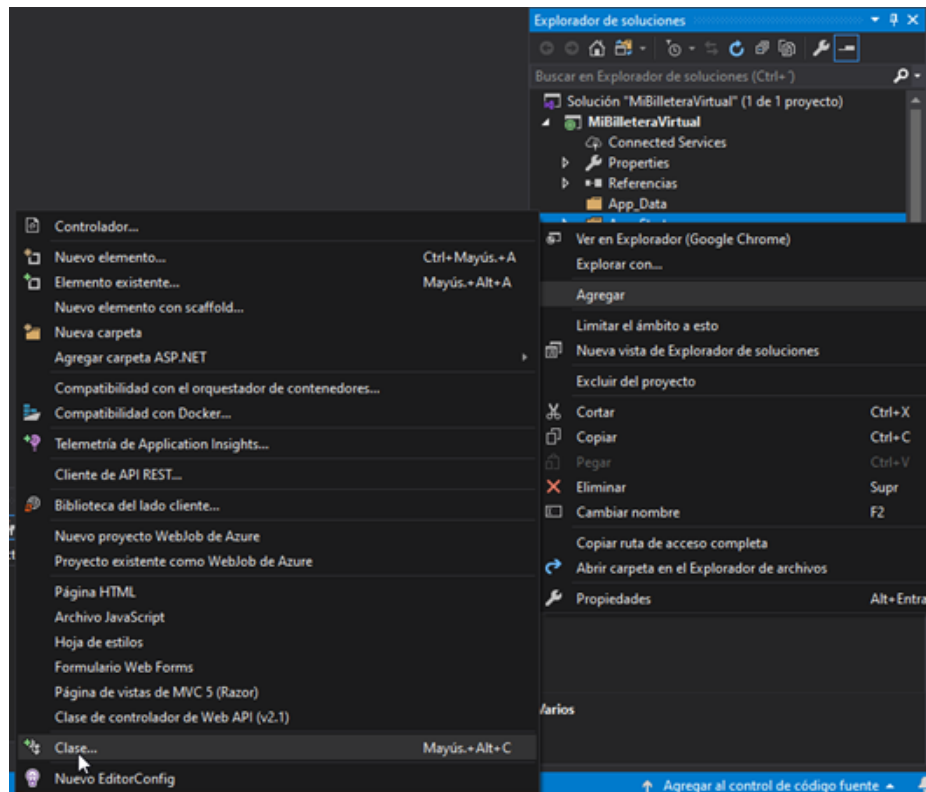 Explorador de soluciones
Buscar en Explorador de soluciones (Ctrl+´)
Solución "MiBilleteraVirtual" (1 de 1 proyecto)
MiBilleteraVirtual
Connected Services
Properties
Referencias
App_Data
Controlador...
Nuevo elemento... Ctrl+Mayús.+A
Elemento existente... Mayús.+Alt+A
Nuevo elemento con scaffold...
Nueva carpeta
Agregar carpeta ASP.NET
Compatibilidad con el orquestador de contenedores...
Compatibilidad con Docker...
Telemetría de Application Insights...
Cliente de API REST...
Biblioteca del lado cliente...
Nuevo proyecto WebJob de Azure
Proyecto existente como WebJob de Azure
Página HTML
Archivo JavaScript
Hoja de estilos
Formulario Web Forms
Página de vistas de MVC 5 (Razor)
Clase de controlador de Web API (v2.1)
Clase... Mayús.+Alt+C
Nuevo EditorConfig
Ver en Explorador (Google Chrome)
Explorar con...
Agregar
Limitar el ámbito a esto
Nueva vista de Explorador de soluciones
Excluir del proyecto
Cortar Ctrl+X
Copiar Ctrl+C
Pegar Ctrl+V
Eliminar Supr
Cambiar nombre F2
Copiar ruta de acceso completa
Abrir carpeta en el Explorador de archivos
Propiedades Alt+Entra
Varios
Agregar al control de código fuente